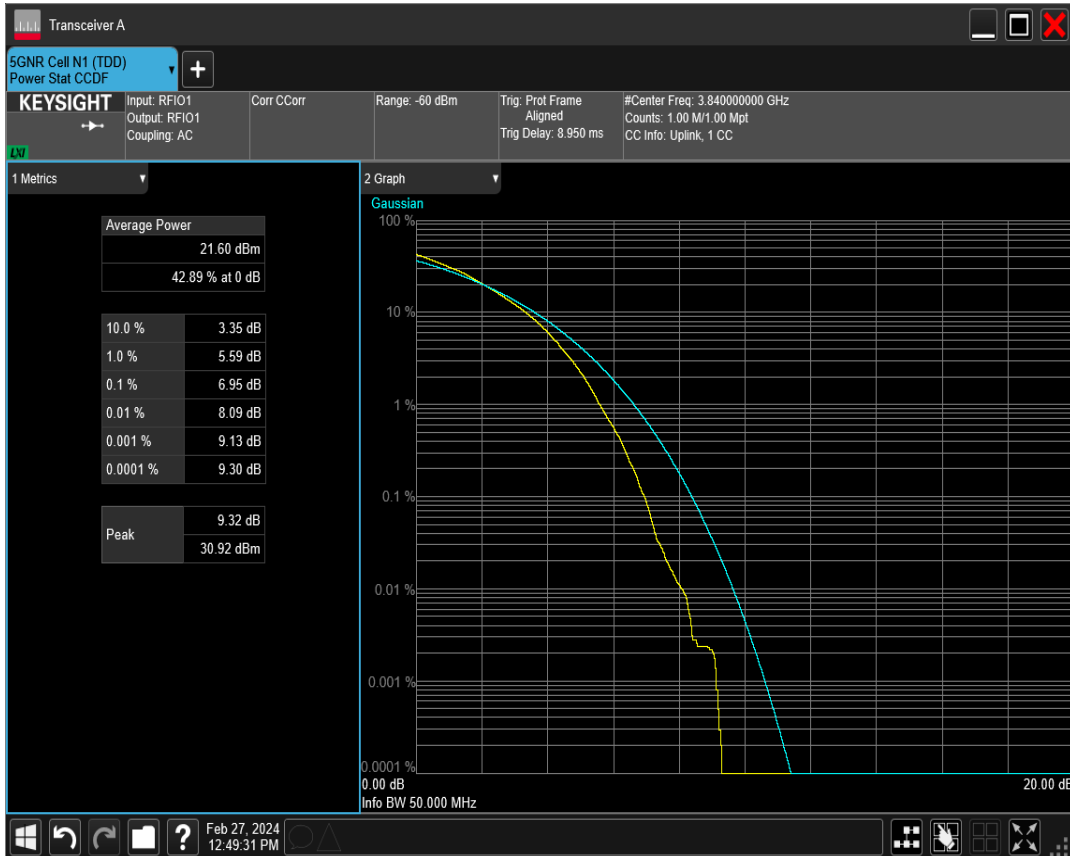 Transceiver A
5GNR Cell N1 (TDD)
Power Stat CCDF
+
KEYSIGHT
LXI
Input: RFIO1
Output: RFIO1
Coupling: AC
Corr CCorr
Range: -60 dBm
Trig: Prot Frame
Aligned
Trig Delay: 8.950 ms
#Center Freq: 3.840000000 GHz
Counts: 1.00 M/1.00 Mpt
CC Info: Uplink, 1 CC
1 Metrics
Average Power
21.60 dBm
42.89 % at 0 dB
10.0 % 3.35 dB
1.0 % 5.59 dB
0.1 % 6.95 dB
0.01 % 8.09 dB
0.001 % 9.13 dB
0.0001 % 9.30 dB
Peak
9.32 dB
30.92 dBm
2 Graph
Gaussian
100 %
10 %
1 %
0.1 %
0.01 %
0.001 %
0.0001 %
0.00 dB
20.00 dB
Info BW 50.000 MHz
?
Feb 27, 2024
12:49:31 PM